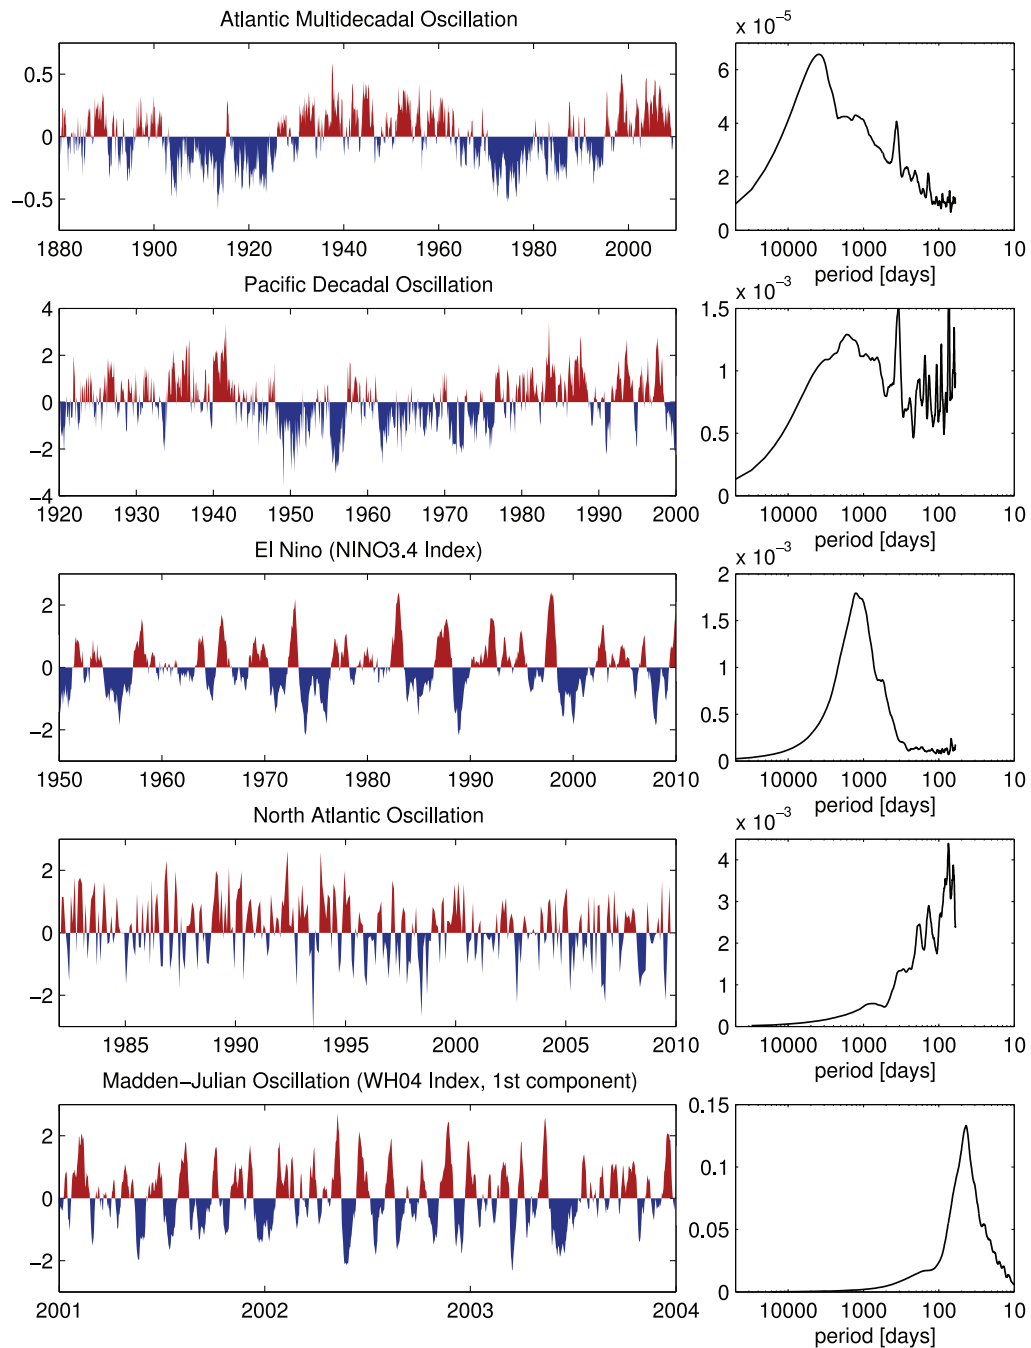 Atlantic Multidecadal Oscillation
0.5
0
−0.5
1880 1900 1920 1940 1960 1980 2000
x 10−5
6
4
2
0
10000 1000 100 10
period [days]
Pacific Decadal Oscillation
4
2
0
−2
−4
1920 1930 1940 1950 1960 1970 1980 1990 2000
x 10−3
1.5
1
0.5
0
10000 1000 100 10
period [days]
El Nino (NINO3.4 Index)
2
0
−2
1950 1960 1970 1980 1990 2000 2010
x 10−3
2
1.5
1
0.5
0
10000 1000 100 10
period [days]
North Atlantic Oscillation
2
0
−2
1985 1990 1995 2000 2005 2010
x 10−3
4
3
2
1
0
10000 1000 100 10
period [days]
Madden−Julian Oscillation (WH04 Index, 1st component)
2
0
−2
2001 2002 2003 2004
0.15
0.1
0.05
0
10000 1000 100 10
period [days]